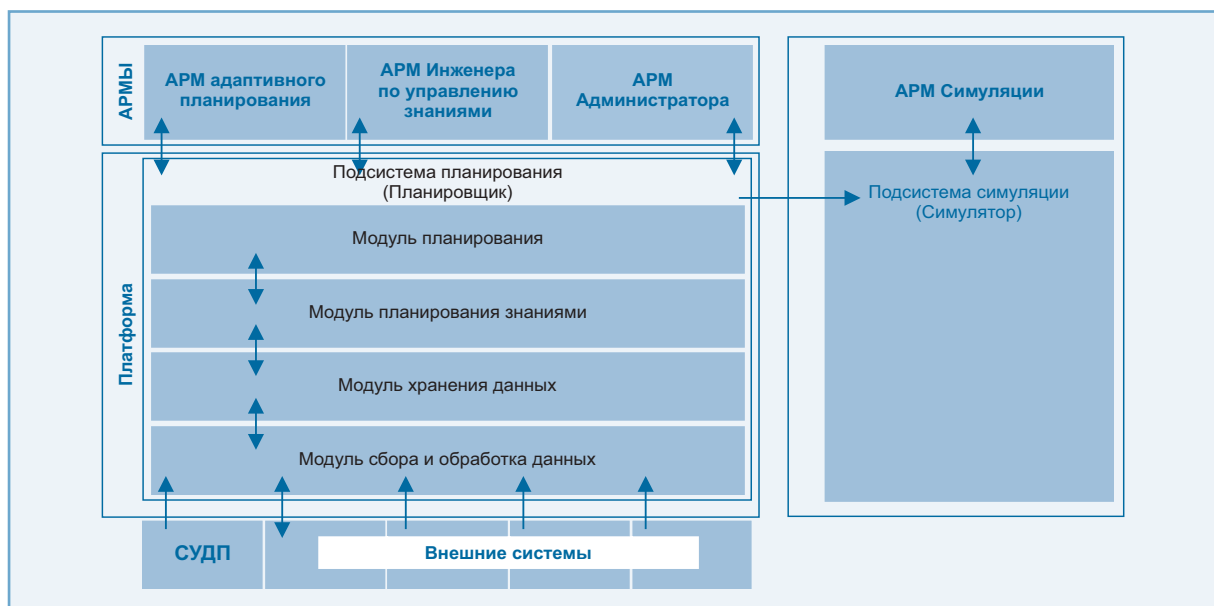 АРМЫ
АРМ адаптивного
планирования
АРМ Инженера
по управлению
знаниями
АРМ
Администратора
АРМ Симуляции
Платформа
Подсистема планирования
(Планировщик)
Модуль планирования
Модуль планирования знаниями
Модуль хранения данных
Модуль сбора и обработка данных
Подсистема симуляции
(Симулятор)
СУДП
Внешние системы